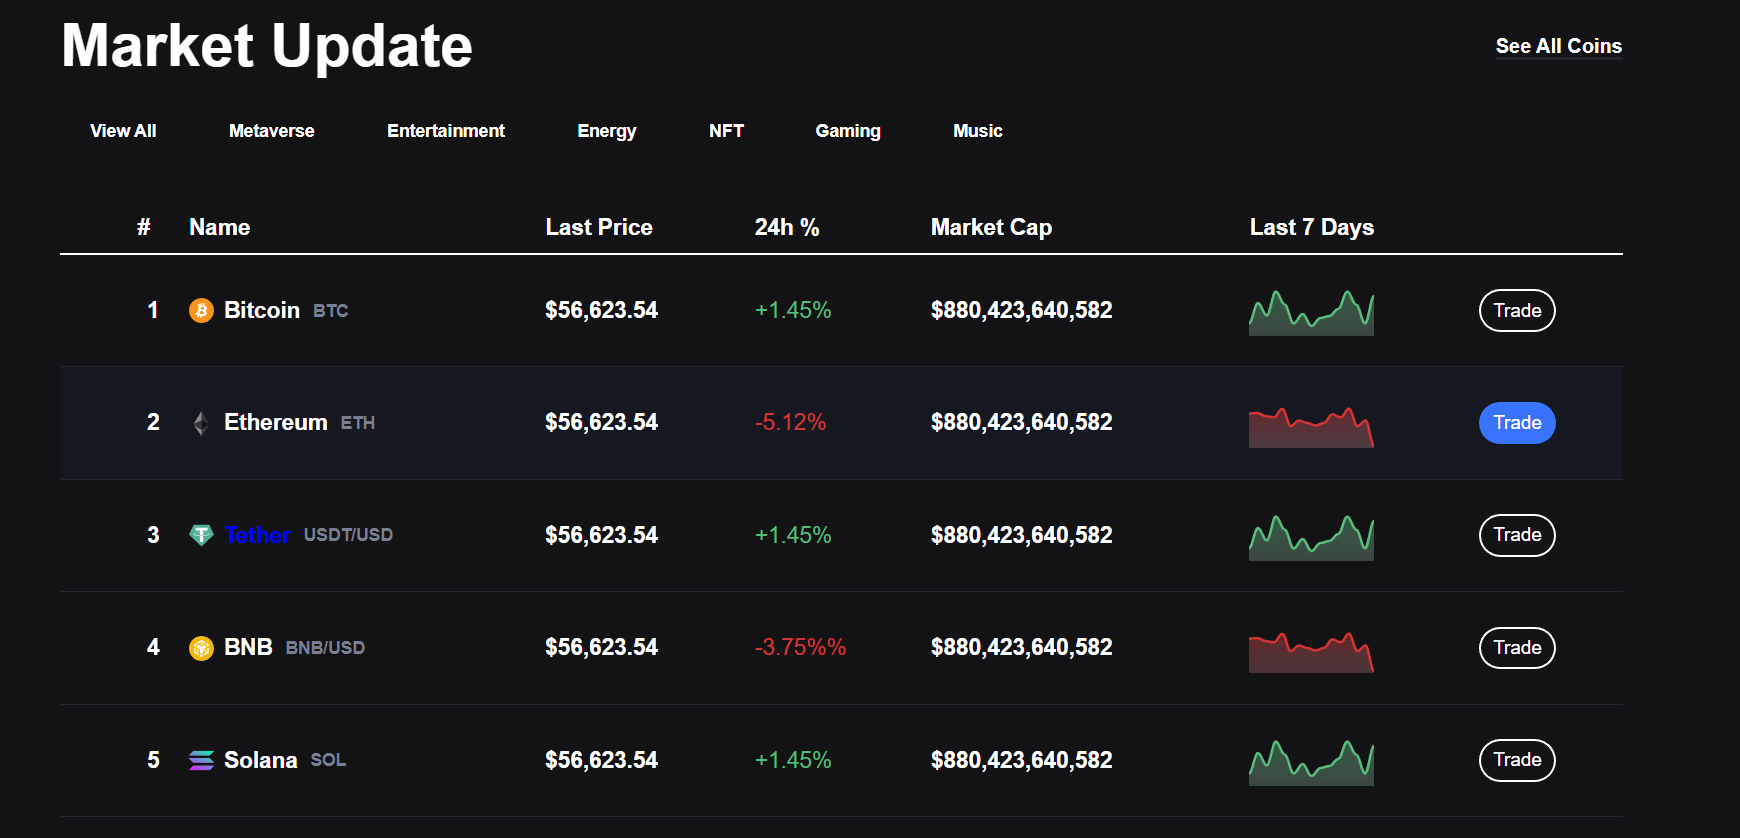 Market Update
See All Coins
View All Metaverse Entertainment Energy NFT Gaming Music
# Name Last Price 24h % Market Cap Last 7 Days
1 Bitcoin BTC $56,623.54 +1.45% $880,423,640,582 Trade
2 Ethereum ETH $56,623.54 -5.12% $880,423,640,582 Trade
3 Tether USDT/USD $56,623.54 +1.45% $880,423,640,582 Trade
4 BNB BNB/USD $56,623.54 -3.75%% $880,423,640,582 Trade
5 Solana SOL $56,623.54 +1.45% $880,423,640,582 Trade